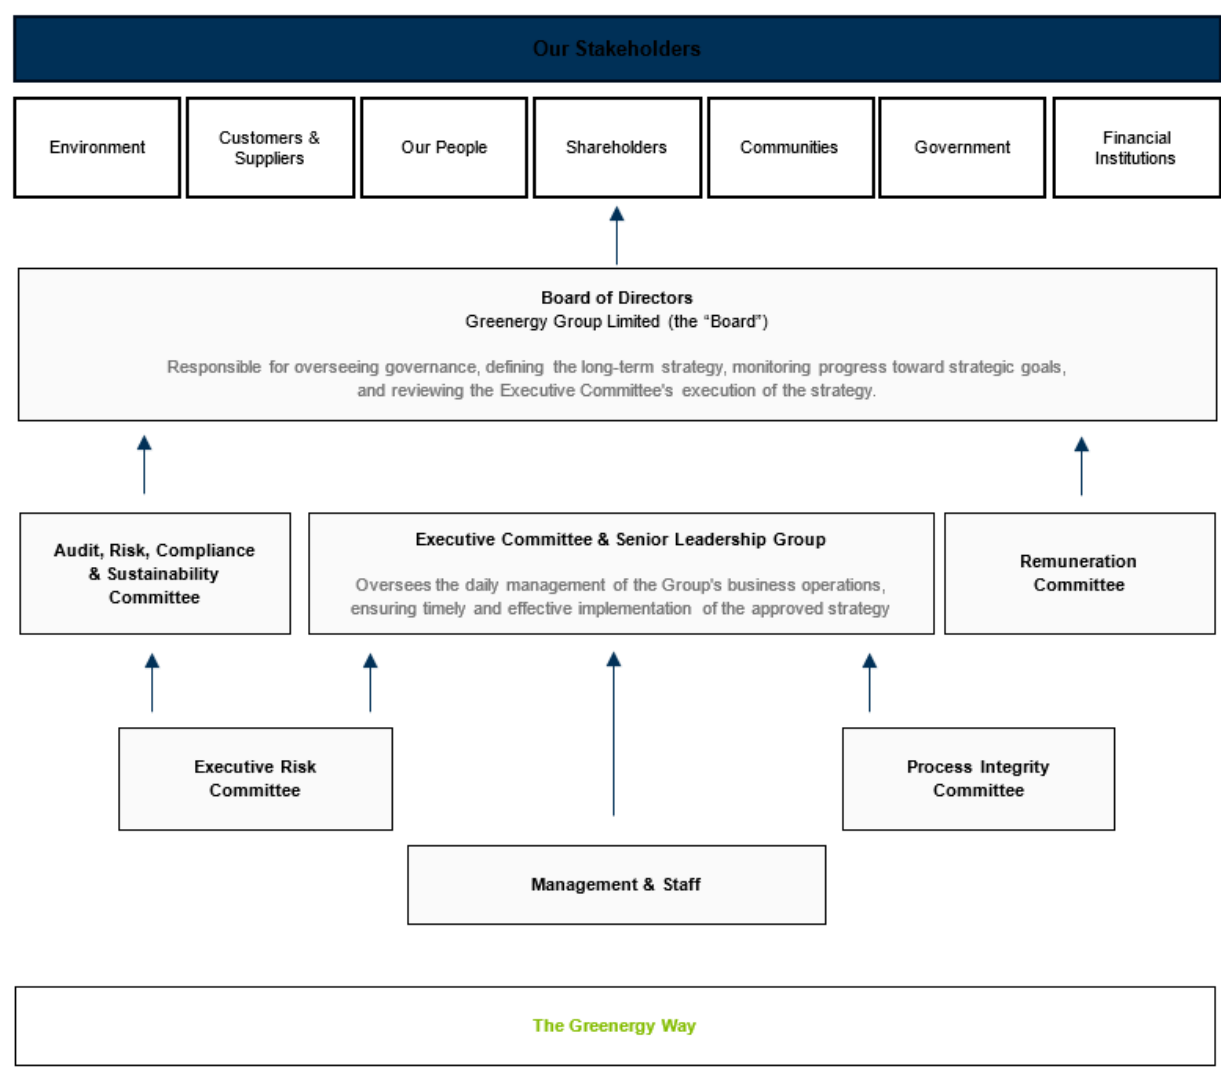 Our Stakeholders
Environment
Customers &
Suppliers
Our People
Shareholders
Communities
Government
Financial
Institutions
Board of Directors
Greenergy Group Limited (the “Board”)
Responsible for overseeing governance, defining the long-term strategy, monitoring progress toward strategic goals,
and reviewing the Executive Committee's execution of the strategy.
Audit, Risk, Compliance
& Sustainability
Committee
Executive Committee & Senior Leadership Group
Oversees the daily management of the Group's business operations,
ensuring timely and effective implementation of the approved strategy
Remuneration
Committee
Executive Risk
Committee
Process Integrity
Committee
Management & Staff
The Greenergy Way